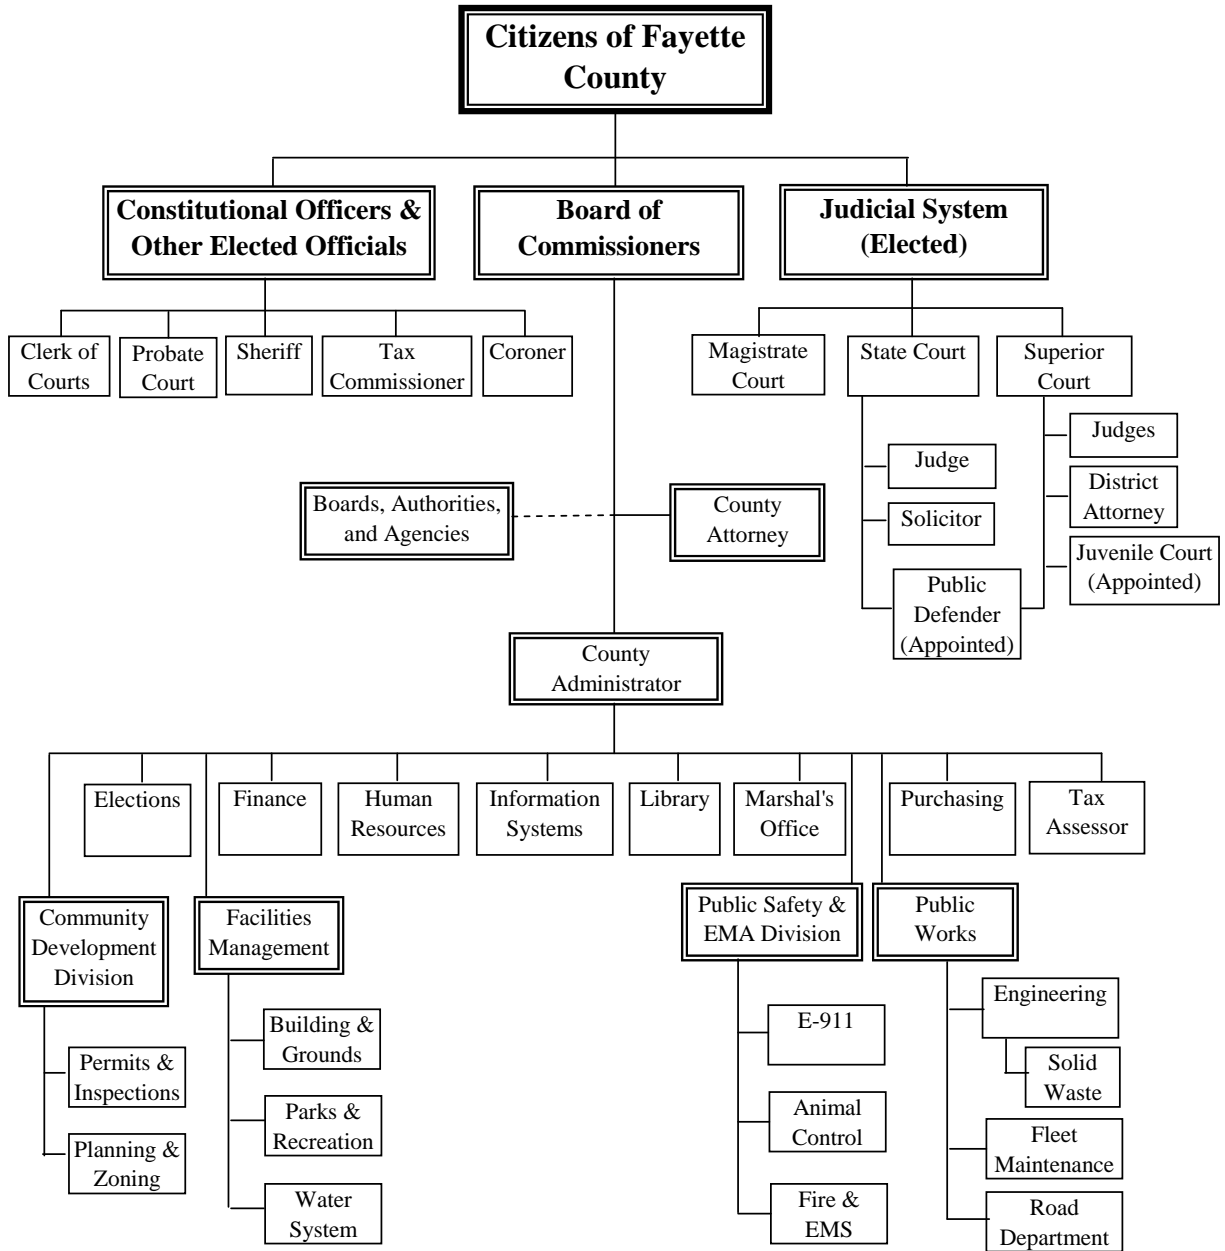 Citizens of Fayette
County
Constitutional Officers &
Other Elected Officials
Board of
Commissioners
Judicial System
(Elected)
Clerk of
Courts
Probate
Court
Sheriff
Tax
Commissioner
Coroner
Magistrate
Court
State Court
Superior
Court
Judge
Solicitor
Public
Defender
(Appointed)
Judges
District
Attorney
Juvenile Court
(Appointed)
Boards, Authorities,
and Agencies
County
Attorney
County
Administrator
Elections
Finance
Human
Resources
Information
Systems
Library
Marshal's
Office
Purchasing
Tax
Assessor
Community
Development
Division
Permits &
Inspections
Planning &
Zoning
Facilities
Management
Building &
Grounds
Parks &
Recreation
Water
System
Public Safety &
EMA Division
E-911
Animal
Control
Fire &
EMS
Public
Works
Engineering
Solid
Waste
Fleet
Maintenance
Road
Department